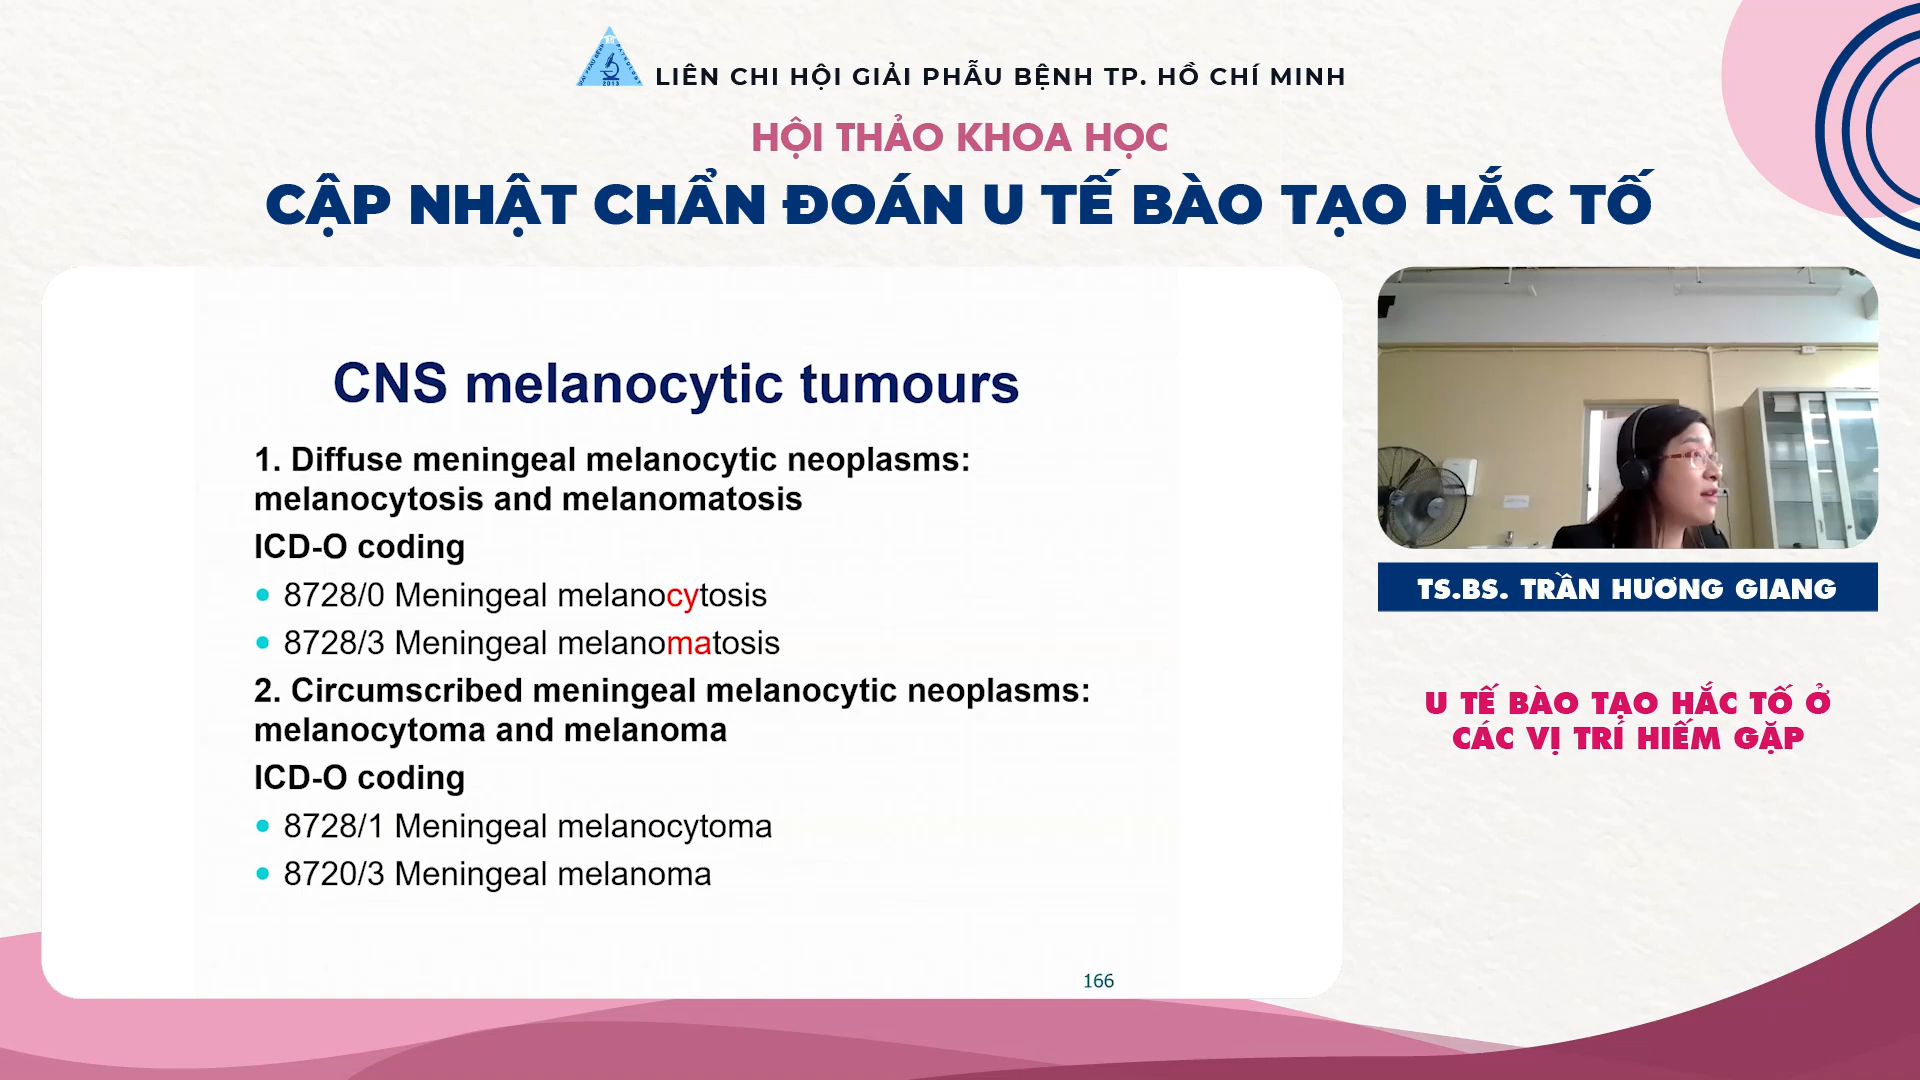 2013
LIÊN CHI HỘI GIẢI PHẪU BỆNH TP. HỒ CHÍ MINH
HỘI THẢO KHOA HỌC
CẬP NHẬT CHẨN ĐOÁN U TẾ BÀO TẠO HẮC TỐ
CNS melanocytic tumours
1. Diffuse meningeal melanocytic neoplasms:
melanocytosis and melanomatosis
ICD-O coding
• 8728/0 Meningeal melanocytosis
• 8728/3 Meningeal melanomatosis
2. Circumscribed meningeal melanocytic neoplasms:
melanocytoma and melanoma
ICD-O coding
• 8728/1 Meningeal melanocytoma
• 8720/3 Meningeal melanoma
166
TS.BS. TRẦN HƯƠNG GIANG
U TẾ BÀO TẠO HẮC TỐ Ở
CÁC VỊ TRÍ HIẾM GẶP